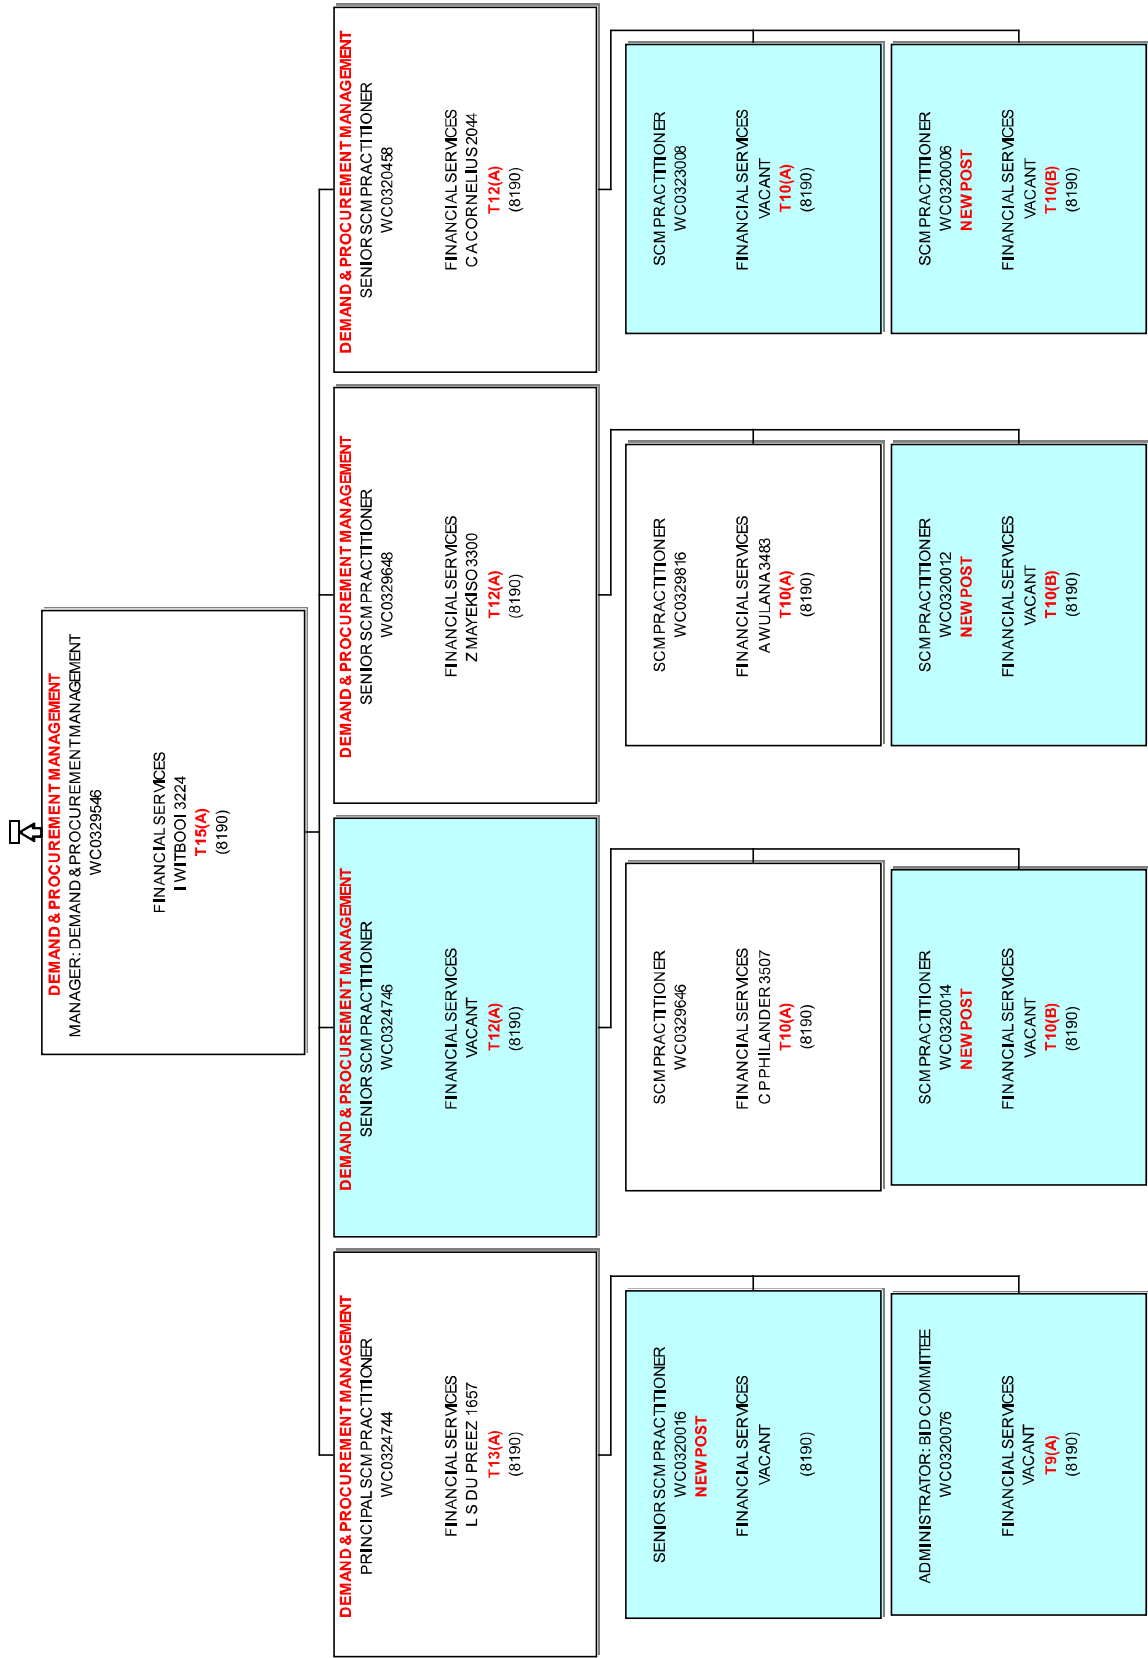 DEMAND & PROCUREMENT MANAGEMENT
MANAGER: DEMAND & PROCUREMENT MANAGEMENT
WC0329546
FINANCIAL SERVICES
I WITBOOI 3224
T15(A)
(8190)
DEMAND & PROCUREMENT MANAGEMENT
PRINCIPAL SCM PRACTITIONER
WC0324744
FINANCIAL SERVICES
L S DU PREEZ 1657
T13(A)
(8190)
DEMAND & PROCUREMENT MANAGEMENT
SENIOR SCM PRACTITIONER
WC0324746
FINANCIAL SERVICES
VACANT
T12(A)
(8190)
DEMAND & PROCUREMENT MANAGEMENT
SENIOR SCM PRACTITIONER
WC0329648
FINANCIAL SERVICES
Z MAYEKISO 3300
T12(A)
(8190)
DEMAND & PROCUREMENT MANAGEMENT
SENIOR SCM PRACTITIONER
WC0320458
FINANCIAL SERVICES
C A CORNELIUS 2044
T12(A)
(8190)
SENIOR SCM PRACTITIONER
WC0320016
NEW POST
FINANCIAL SERVICES
VACANT
(8190)
SCM PRACTITIONER
WC0329646
FINANCIAL SERVICES
C P PHILANDER 3507
T10(A)
(8190)
SCM PRACTITIONER
WC0329816
FINANCIAL SERVICES
A WULANA 3483
T10(A)
(8190)
SCM PRACTITIONER
WC0323008
FINANCIAL SERVICES
VACANT
T10(A)
(8190)
ADMINISTRATOR: BID COMMITTEE
WC0320076
FINANCIAL SERVICES
VACANT
T9(A)
(8190)
SCM PRACTITIONER
WC0320014
NEW POST
FINANCIAL SERVICES
VACANT
T10(B)
(8190)
SCM PRACTITIONER
WC0320012
NEW POST
FINANCIAL SERVICES
VACANT
T10(B)
(8190)
SCM PRACTITIONER
WC0320006
NEW POST
FINANCIAL SERVICES
VACANT
T10(B)
(8190)